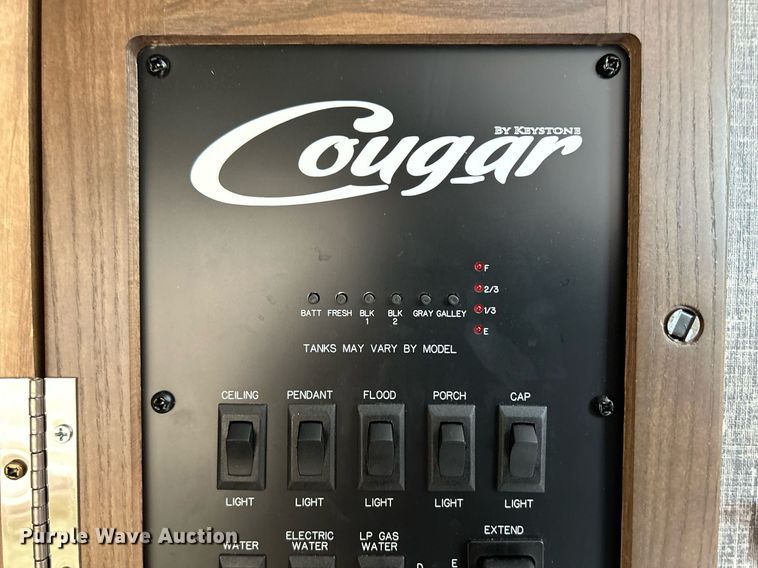 BY KEYSTONE
Cougar
F
2/3
1/3
E
BATT FRESH BLK 1 BLK 2 GRAY GALLEY
TANKS MAY VARY BY MODEL
CEILING PENDANT FLOOD PORCH CAP
LIGHT LIGHT LIGHT LIGHT LIGHT
WATER ELECTRIC WATER LP GAS WATER EXTEND
D E
Purple Wave Auction